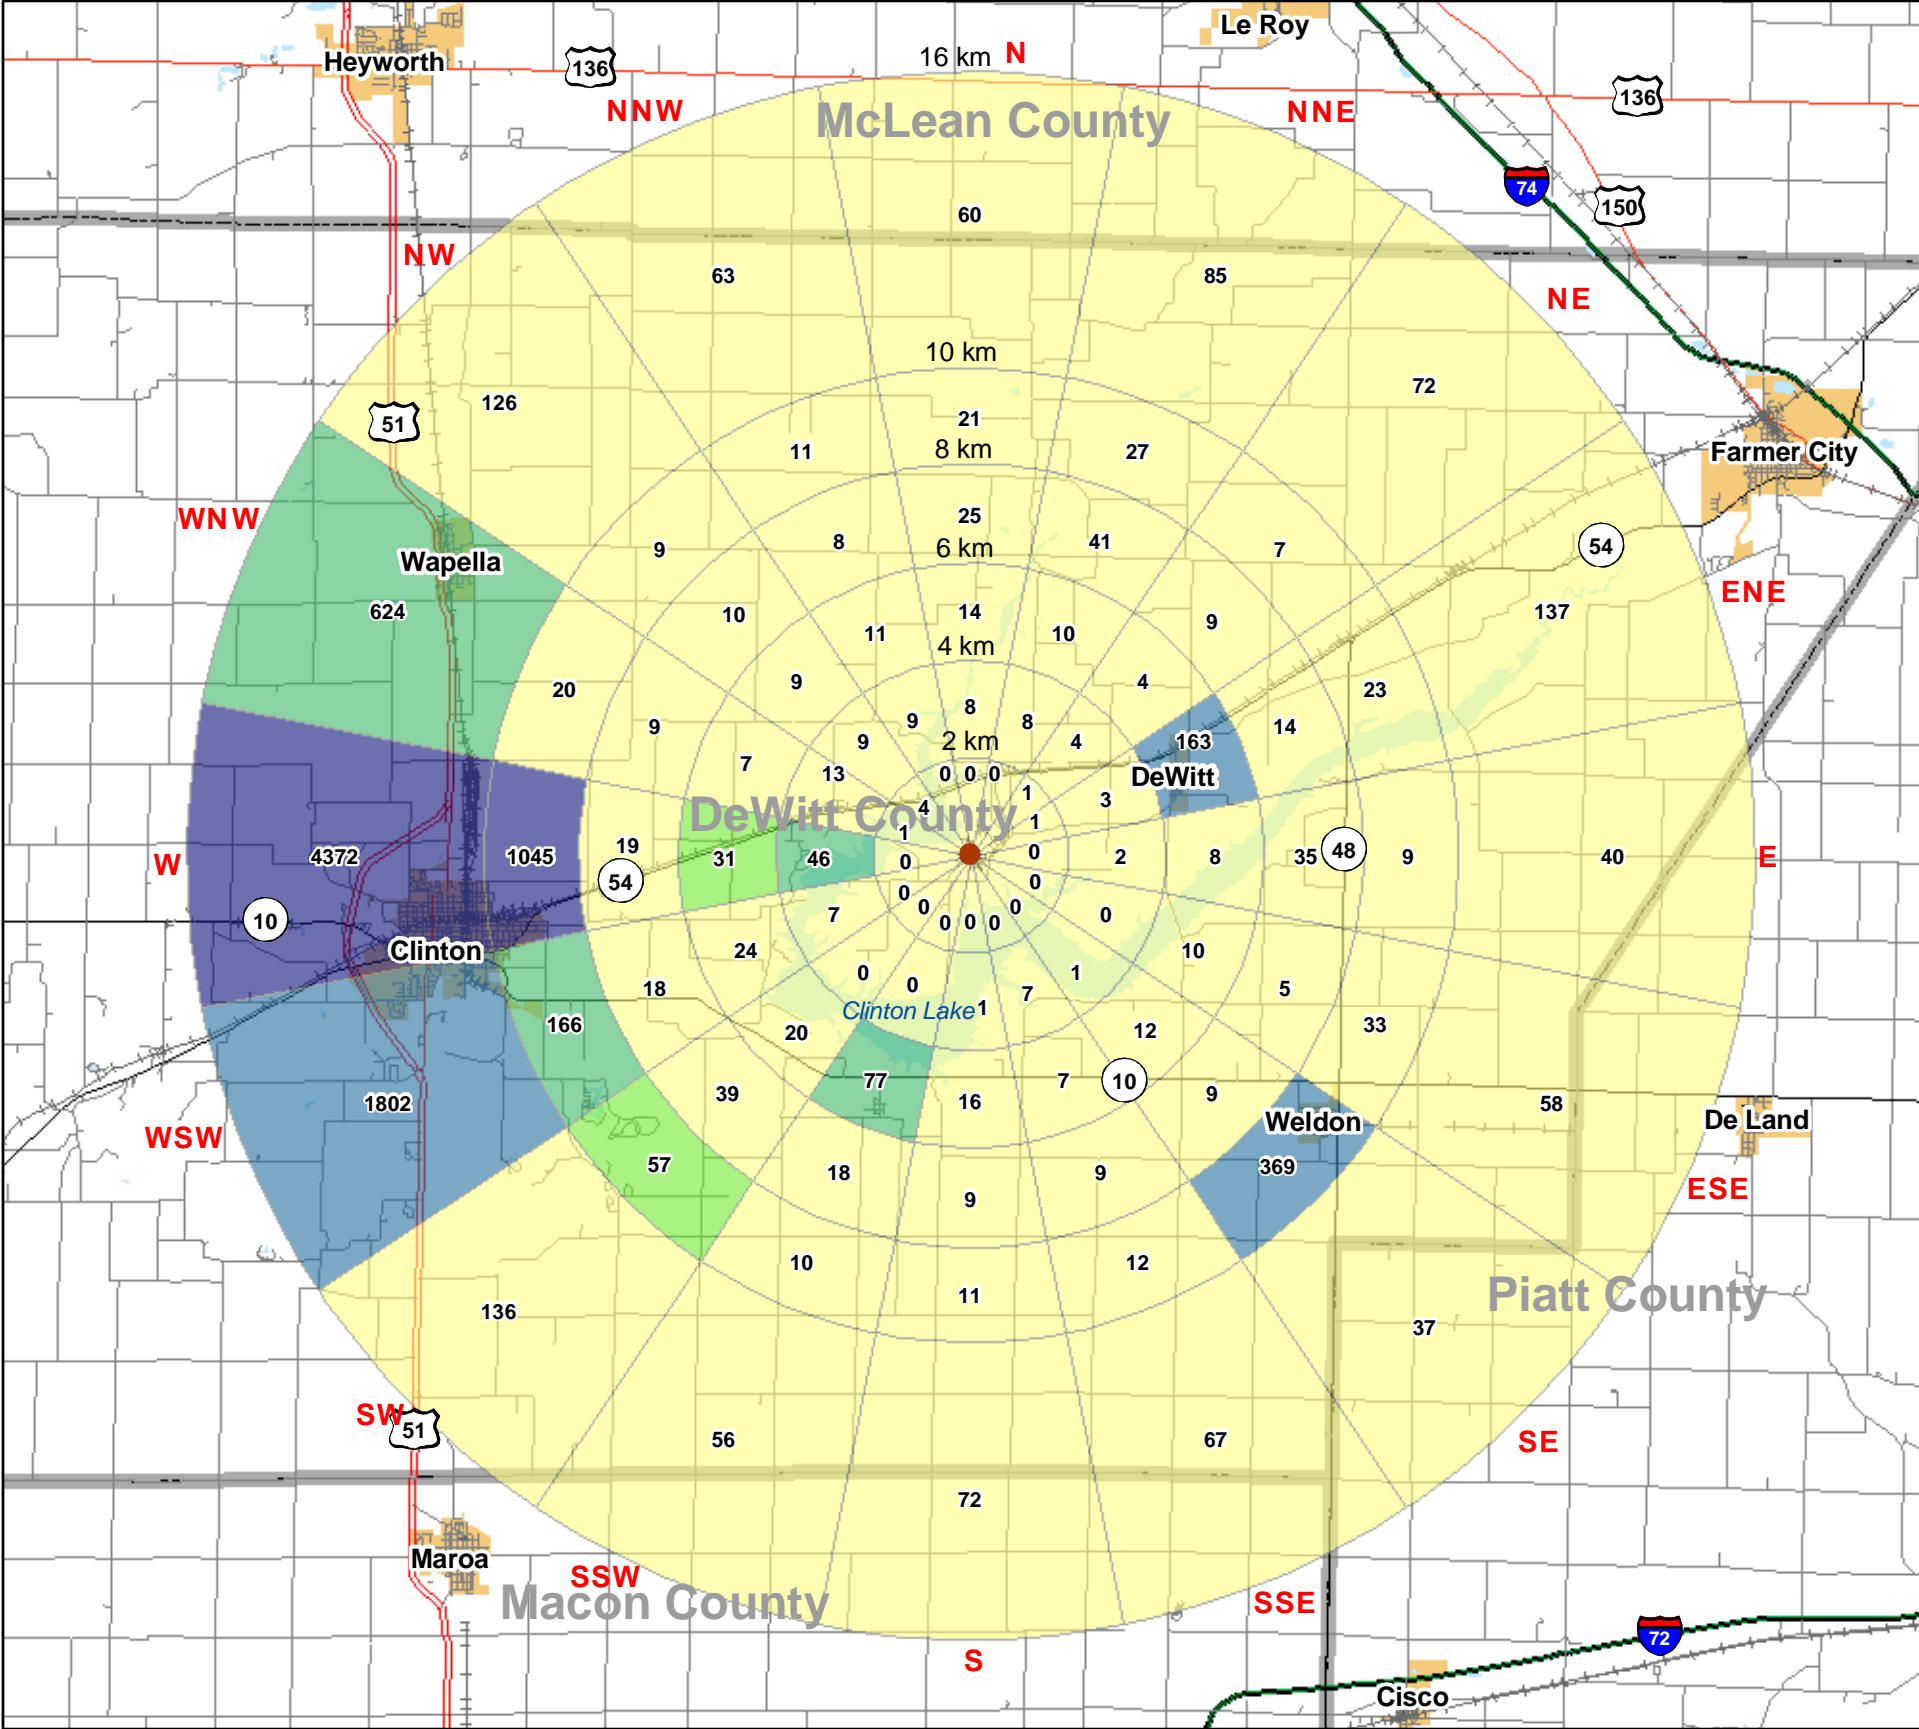 Le Roy
Heyworth
136
16 km
N
136
NNW
McLean County
NNE
74
150
60
NW
63
85
NE
10 km
72
126
51
21
11
8 km
27
Farmer City
WNW
25
8
41
54
9
6 km
7
Wapella
ENE
624
10
14
137
11
10
9
4 km
20
9
4
23
9
8
8
9
14
9
2 km
4
163
7
13
0 0 0
DeWitt
1
3
DeWitt County
4
1
1
W
4372
1045
19
31
46
0
0
2
8
35
48
9
40
E
54
0
0
10
7
0
0
0
0 0 0
Clinton
24
10
0
1
18
0
7
5
Clinton Lake
1
166
20
12
33
77
7
10
39
16
9
1802
58
Weldon
De Land
WSW
57
18
9
369
ESE
9
10
12
11
Piatt County
136
37
SW
51
56
67
SE
72
Maroa
SSW
Macon County
SSE
72
S
Cisco